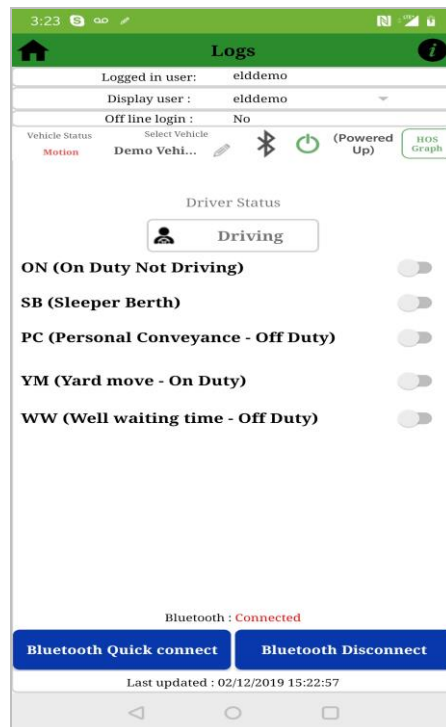 3:23
Logs
Logged in user: elddemo
Display user : elddemo
Off line login : No
Vehicle Status Select Vehicle
Motion Demo Vehi... (Powered Up) HOS Graph
Driver Status
Driving
ON (On Duty Not Driving)
SB (Sleeper Berth)
PC (Personal Conveyance - Off Duty)
YM (Yard move - On Duty)
WW (Well waiting time - Off Duty)
Bluetooth : Connected
Bluetooth Quick connect Bluetooth Disconnect
Last updated : 02/12/2019 15:22:57